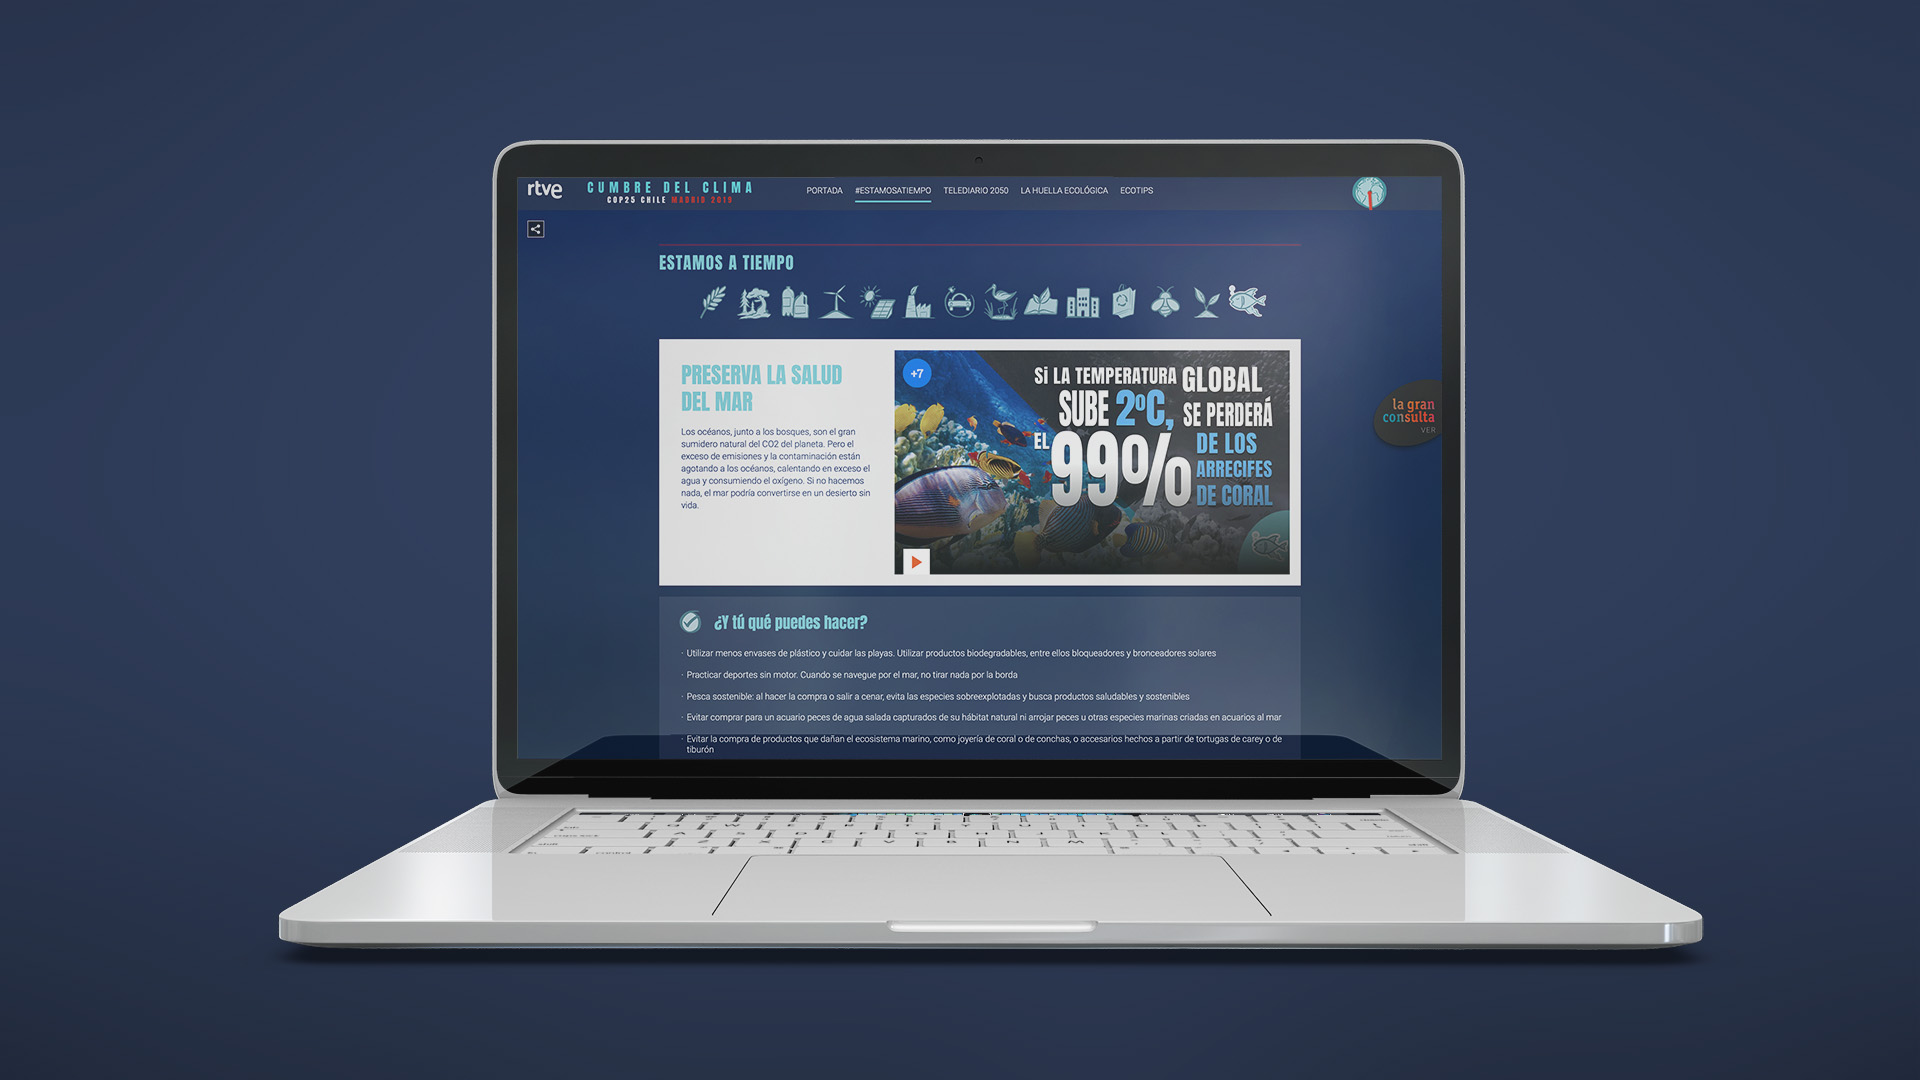 rtve
CUMBRE DEL CLIMA
COP25 CHILE MADRID 2019
PORTADA #ESTAMOSATIEMPO TELEDIARIO 2050 LA HUELLA ECOLÓGICA ECOTIPS
ESTAMOS A TIEMPO
PRESERVA LA SALUD
DEL MAR
Los océanos, junto a los bosques, son el gran
sumidero natural del CO2 del planeta. Pero el
exceso de emisiones y la contaminación están
agotando a los océanos, calentando en exceso el
agua y consumiendo el oxígeno. Si no hacemos
nada, el mar podría convertirse en un desierto sin
vida.
+7
Si LA TEMPERATURA GLOBAL
SUBE 2ºC, SE PERDERÁ
EL 99% DE LOS
ARRECIFES
DE CORAL
la gran
consulta
VER
¿Y tú qué puedes hacer?
· Utilizar menos envases de plástico y cuidar las playas. Utilizar productos biodegradables, entre ellos bloqueadores y bronceadores solares
· Practicar deportes sin motor. Cuando se navegue por el mar, no tirar nada por la borda
· Pesca sostenible: al hacer la compra o salir a cenar, evita las especies sobreexplotadas y busca productos saludables y sostenibles
· Evitar comprar para un acuario peces de agua salada capturados de su hábitat natural ni arrojar peces u otras especies marinas criadas en acuarios al mar
· Evitar la compra de productos que dañan el ecosistema marino, como joyería de coral o de conchas, o accesarios hechos a partir de tortugas de carey o de
tiburón